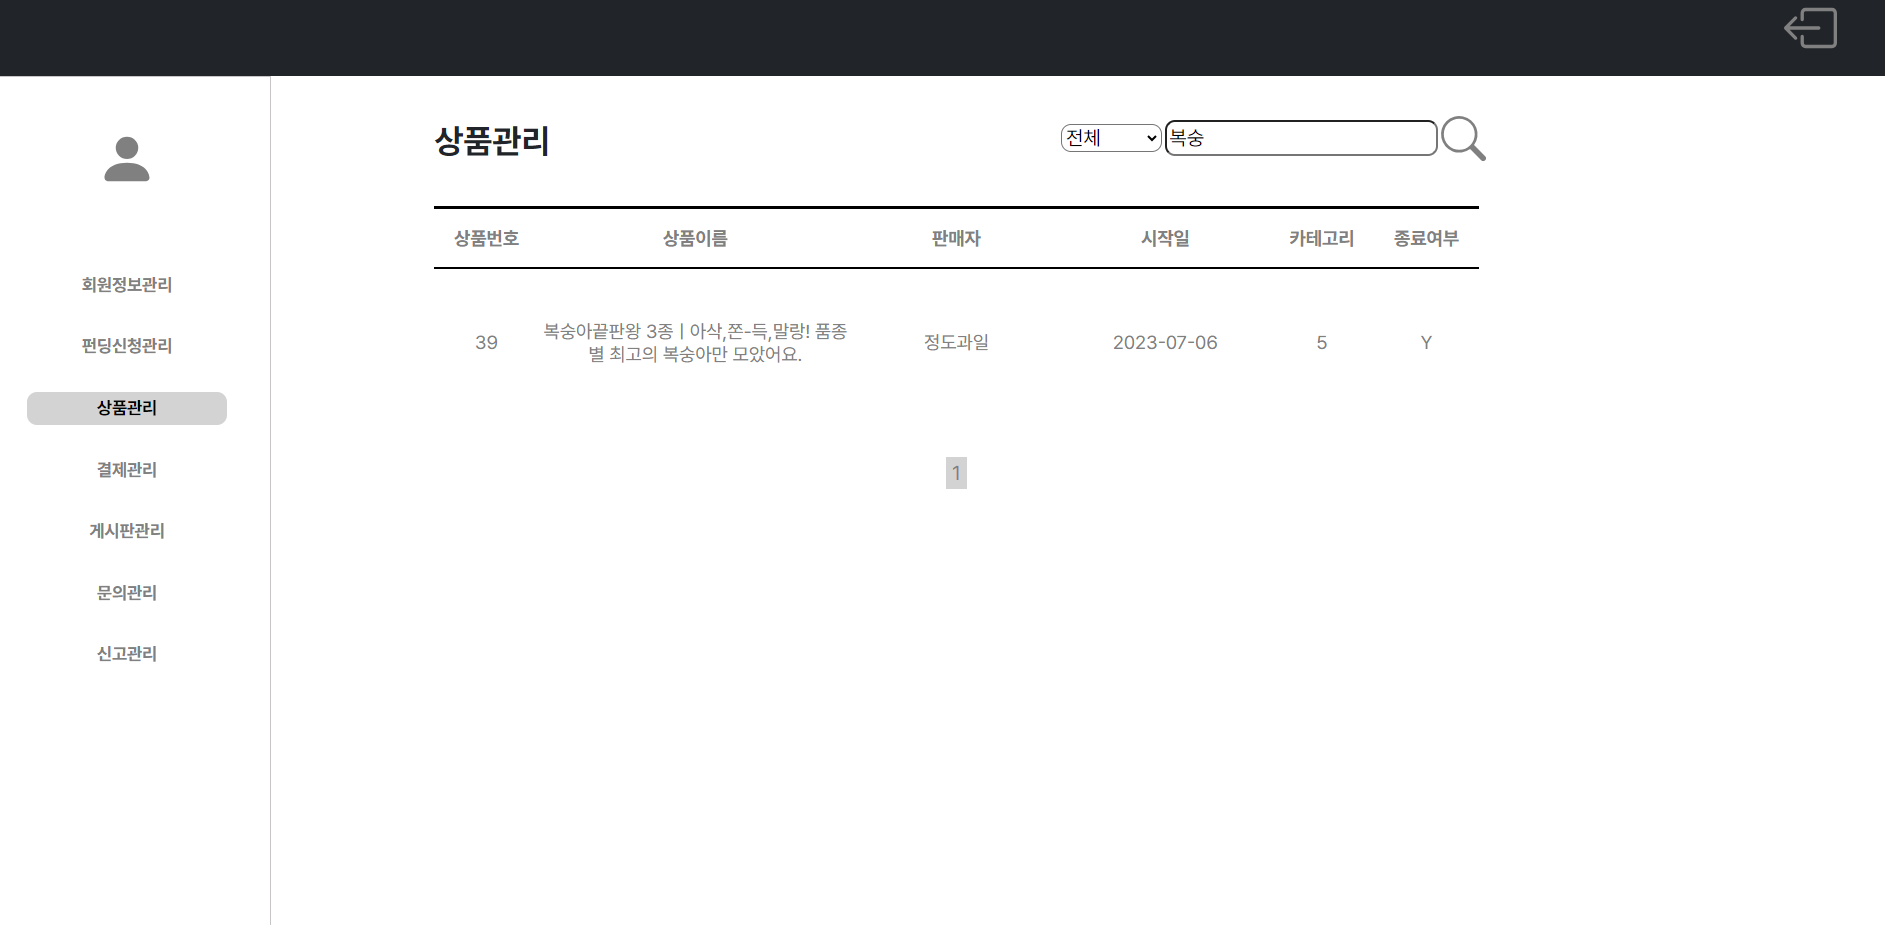 상품관리
전체
복숭
상품번호 상품이름 판매자 시작일 카테고리 종료여부
39 복숭아끝판왕 3종 | 아삭,쫀-득,말랑! 품종 정도과일 2023-07-06 5 Y
별 최고의 복숭아만 모았어요.
1
회원정보관리
펀딩신청관리
상품관리
결제관리
게시판관리
문의관리
신고관리